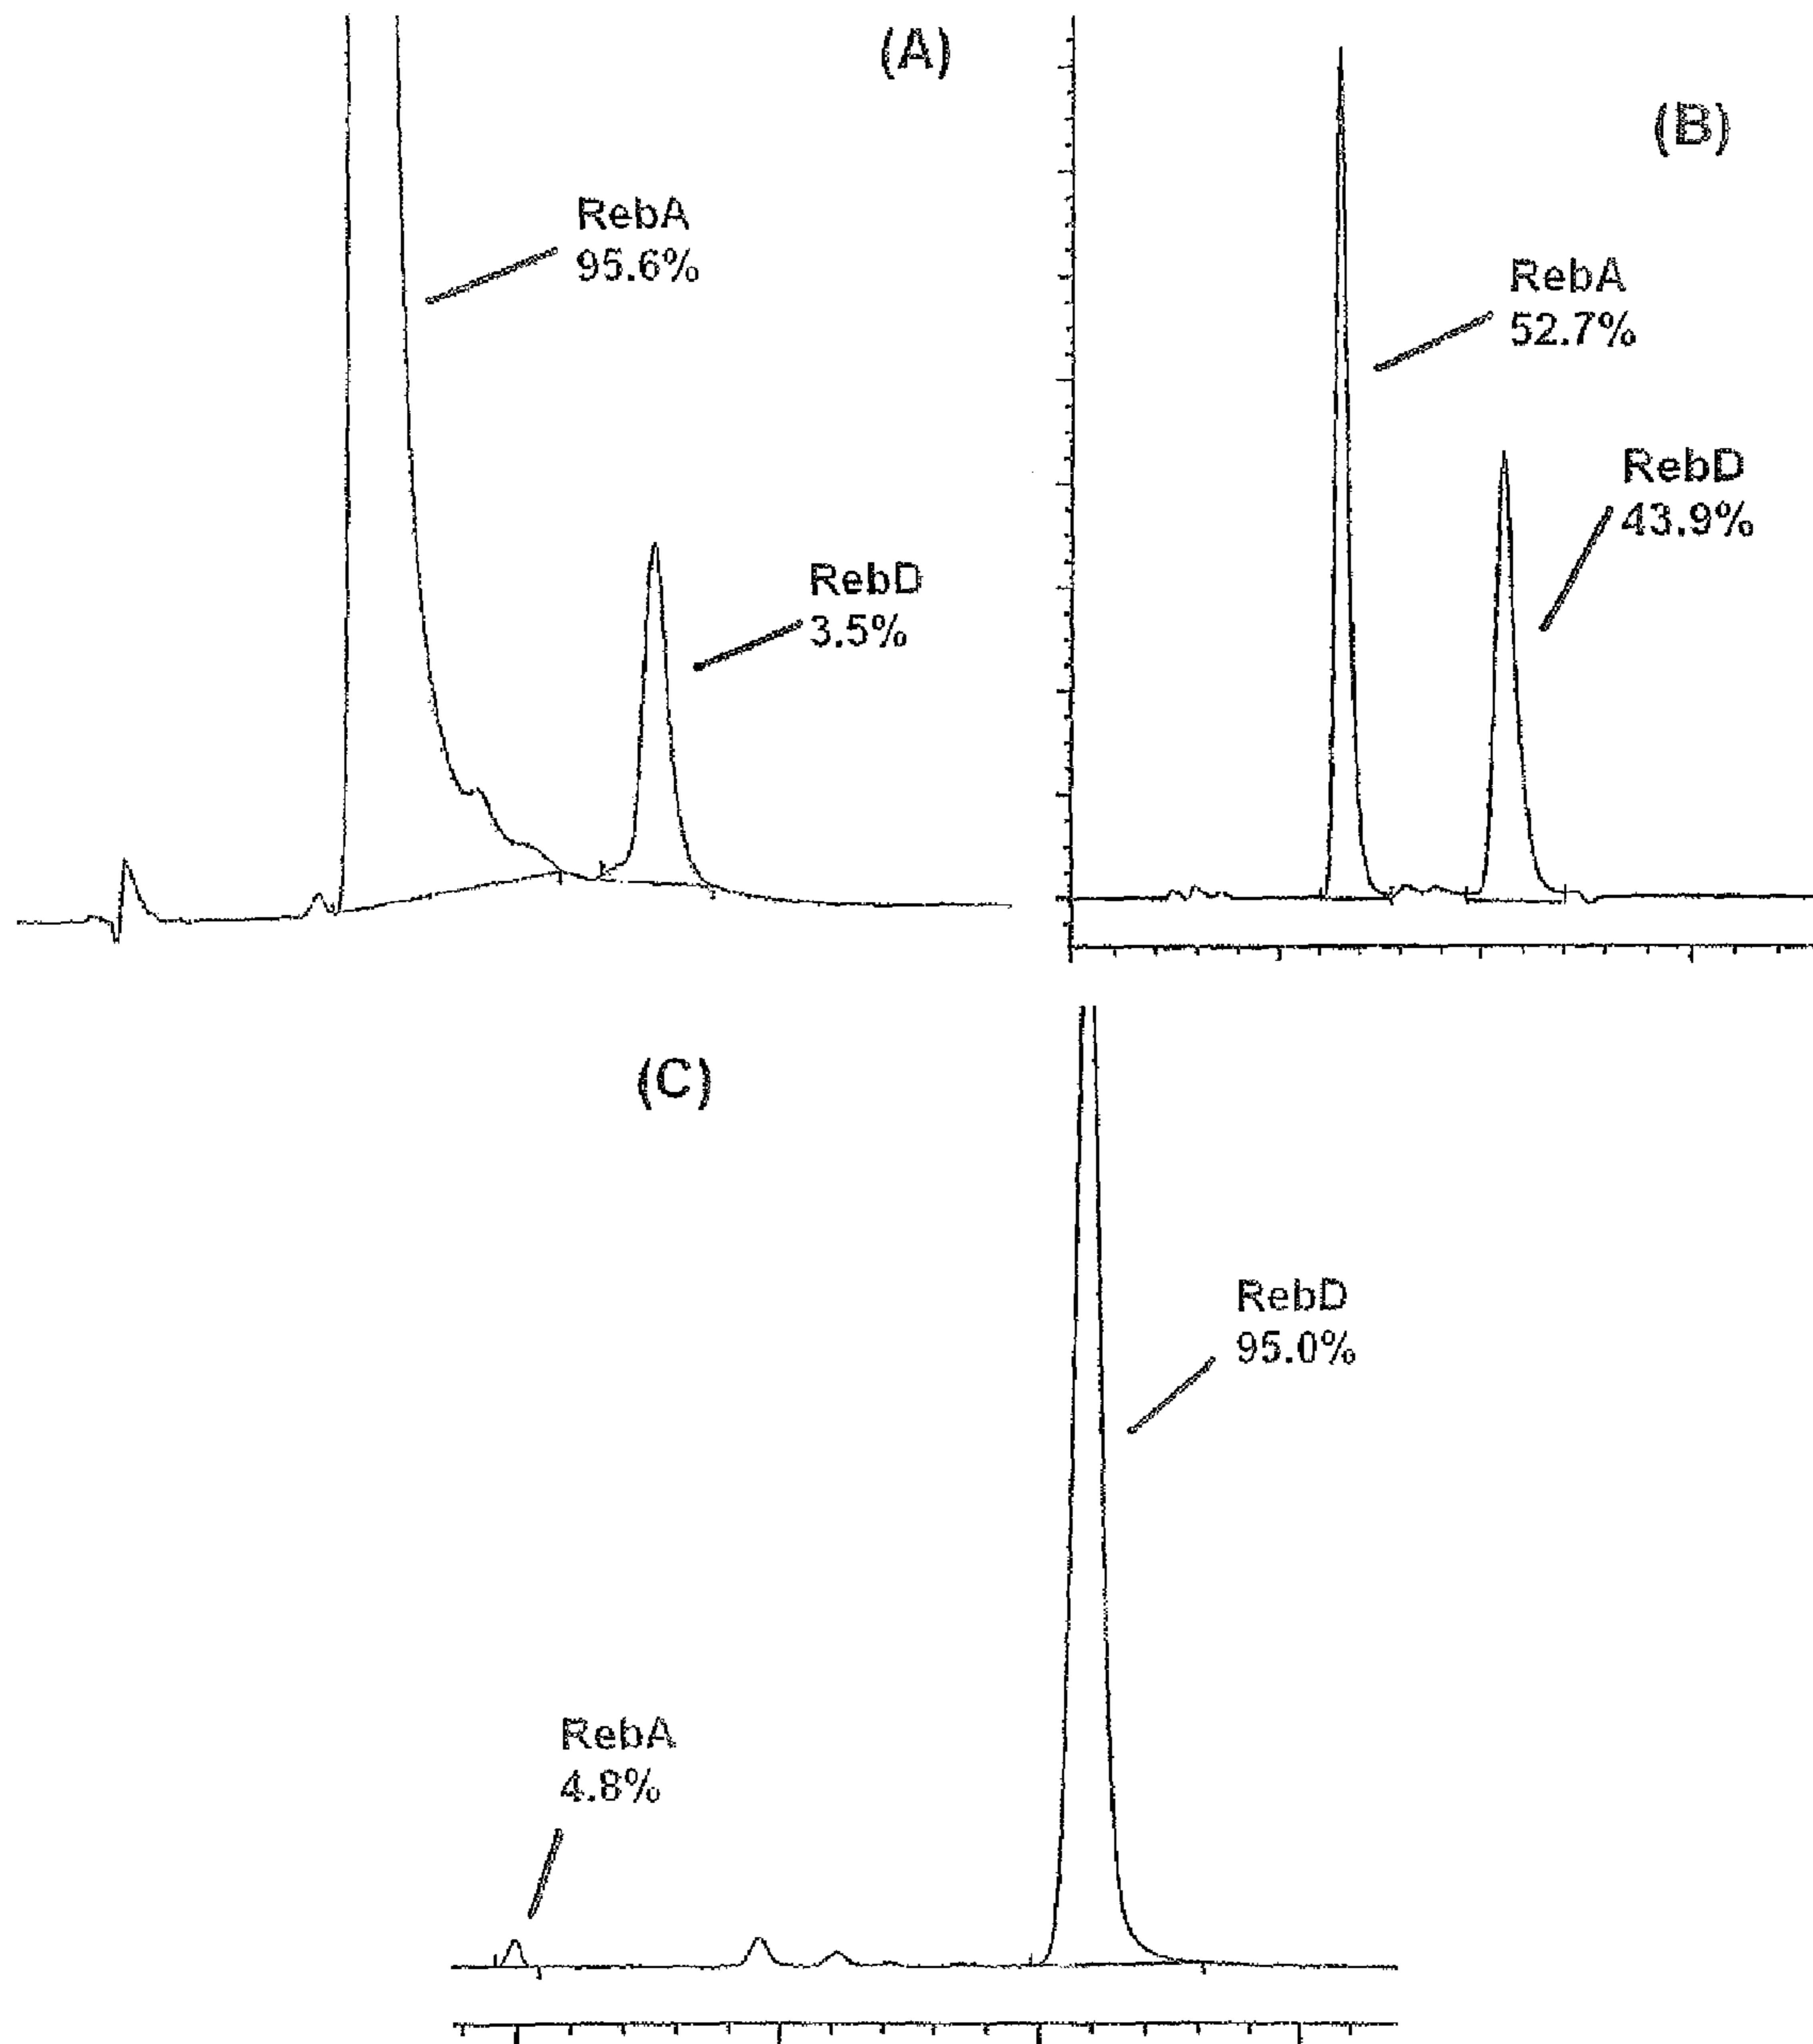 (A)
RebA
95.6%
RebD
3.5%
(B)
RebA
52.7%
RebD
43.9%
(C)
RebD
95.0%
RebA
4.8%